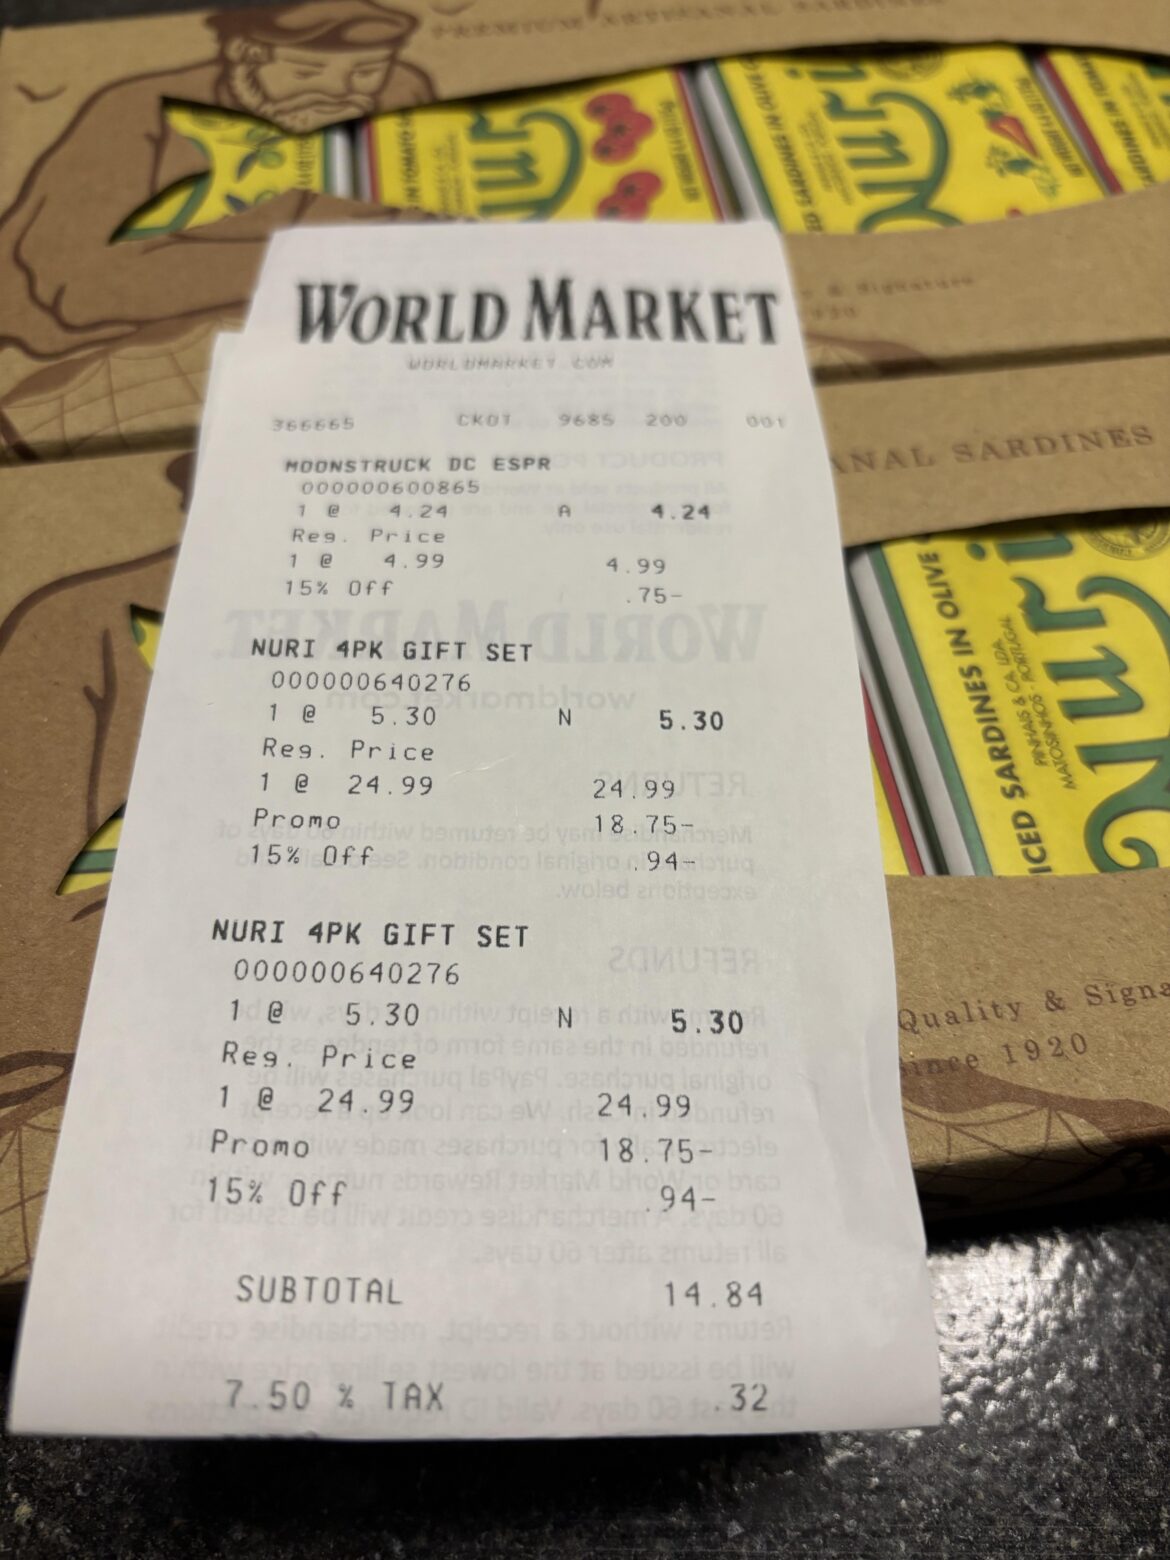 PREMIUM ARTISANAL SARDINES
WORLD MARKET
WORLDMARKET.COM
366665 CKOT 9685 200 001
MOONSTRUCK DC ESPR
000000600865
1 @ 4.24 A 4.24
Reg. Price
1 @ 4.99 4.99
15% Off .75-
NURI 4PK GIFT SET
000000640276
1 @ 5.30 N 5.30
Reg. Price
1 @ 24.99 24.99
Promo 18.75-
15% Off .94-
NURI 4PK GIFT SET
000000640276
1 @ 5.30 N 5.30
Reg. Price
1 @ 24.99 24.99
Promo 18.75-
15% Off .94-
SUBTOTAL 14.84
7.50 % TAX .32
ANAL SARDINES
ICED SARDINES IN OLIVE
PINHAIS & CA, LDA
MATOSINHOS - PORTUGAL
nuri
Quality & Signa
since 1920